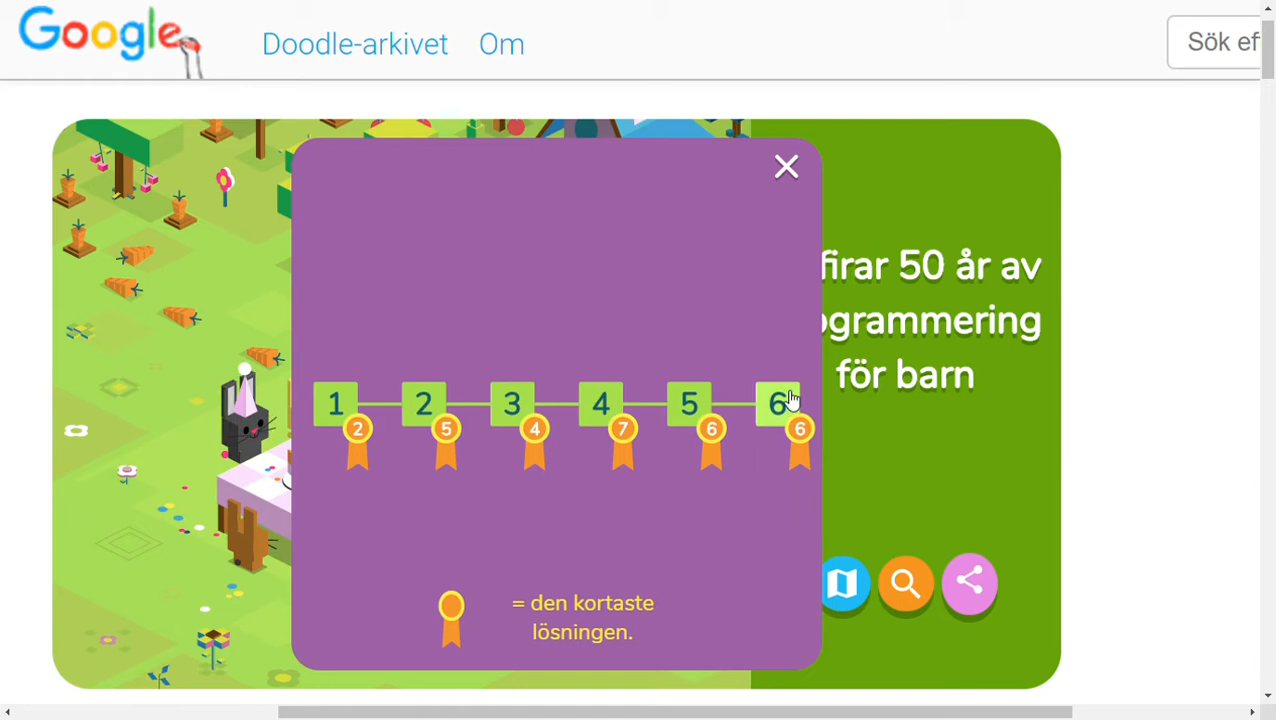 Google
Doodle-arkivet Om
Sök ef
firar 50 år av
ogrammering
för barn
1 2 3 4 5 6
2 5 4 7 6 6
= den kortaste
lösningen.